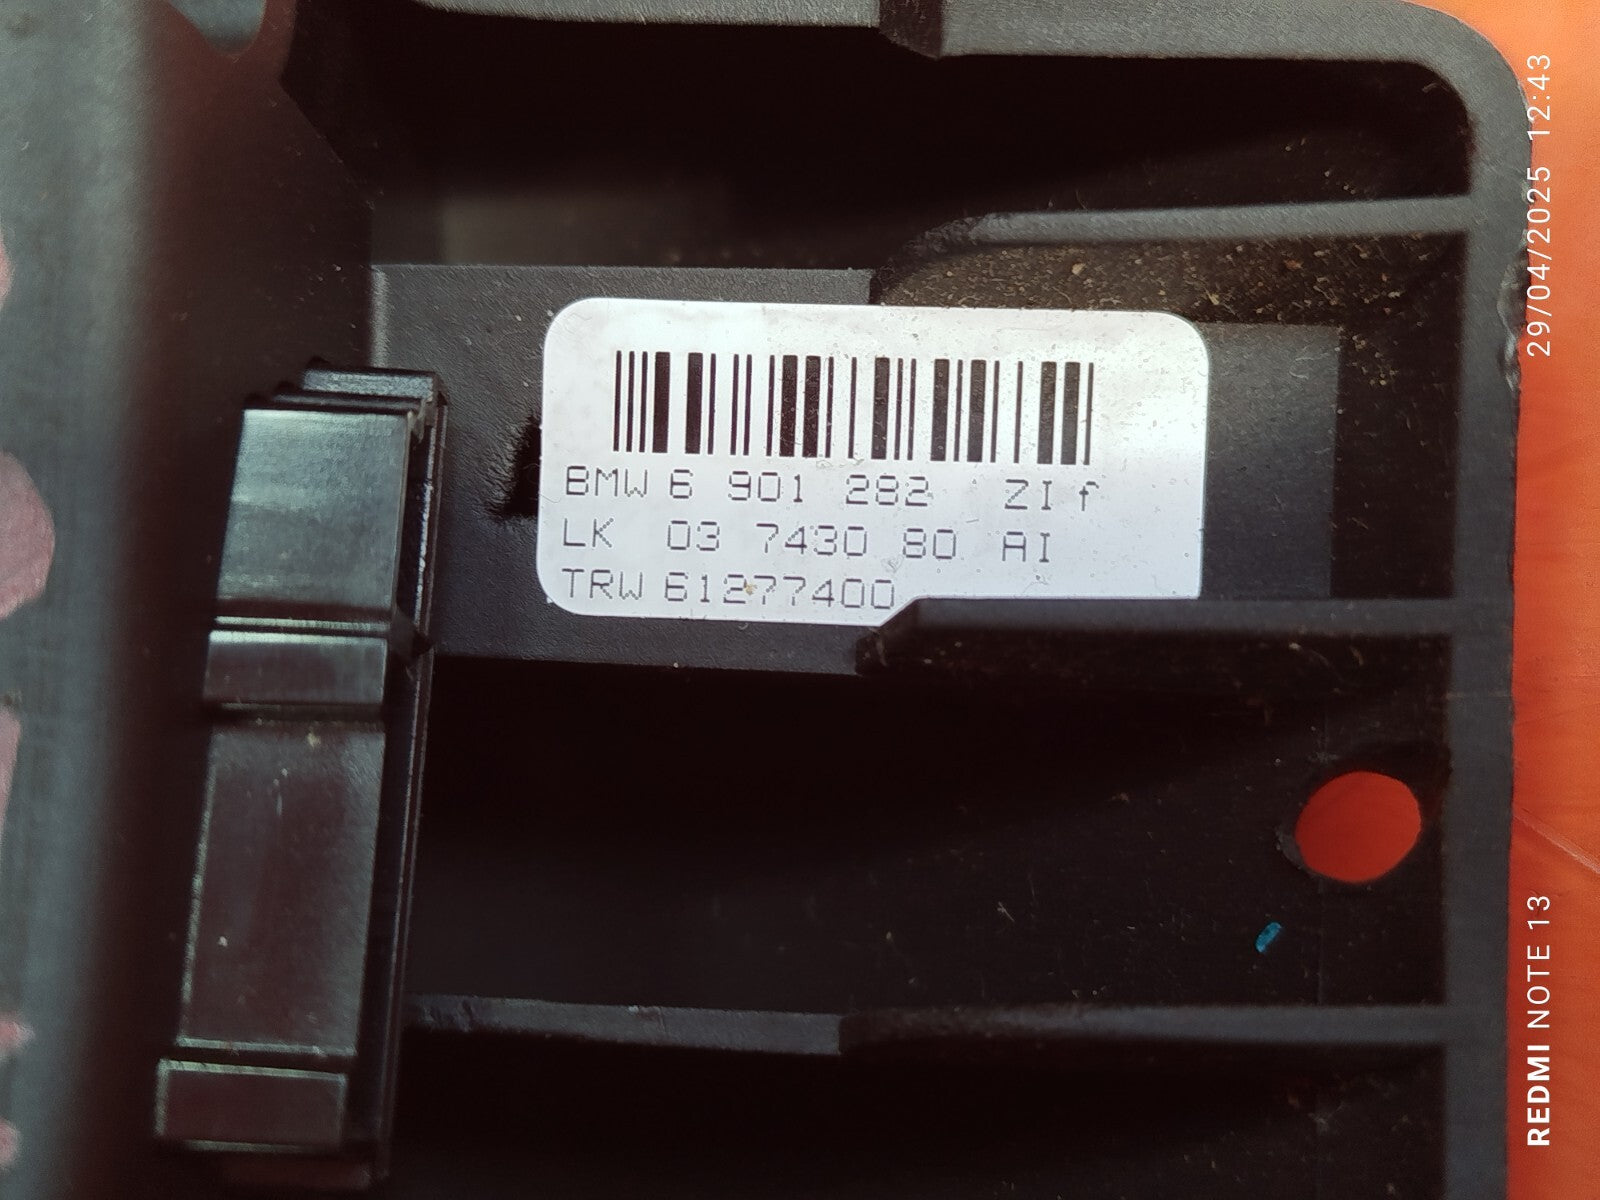 BMW 6 901 282 ZIf
LK 03 7430 80 AI
TRW 61277400
REDMI NOTE 13
29/04/2025 12:43